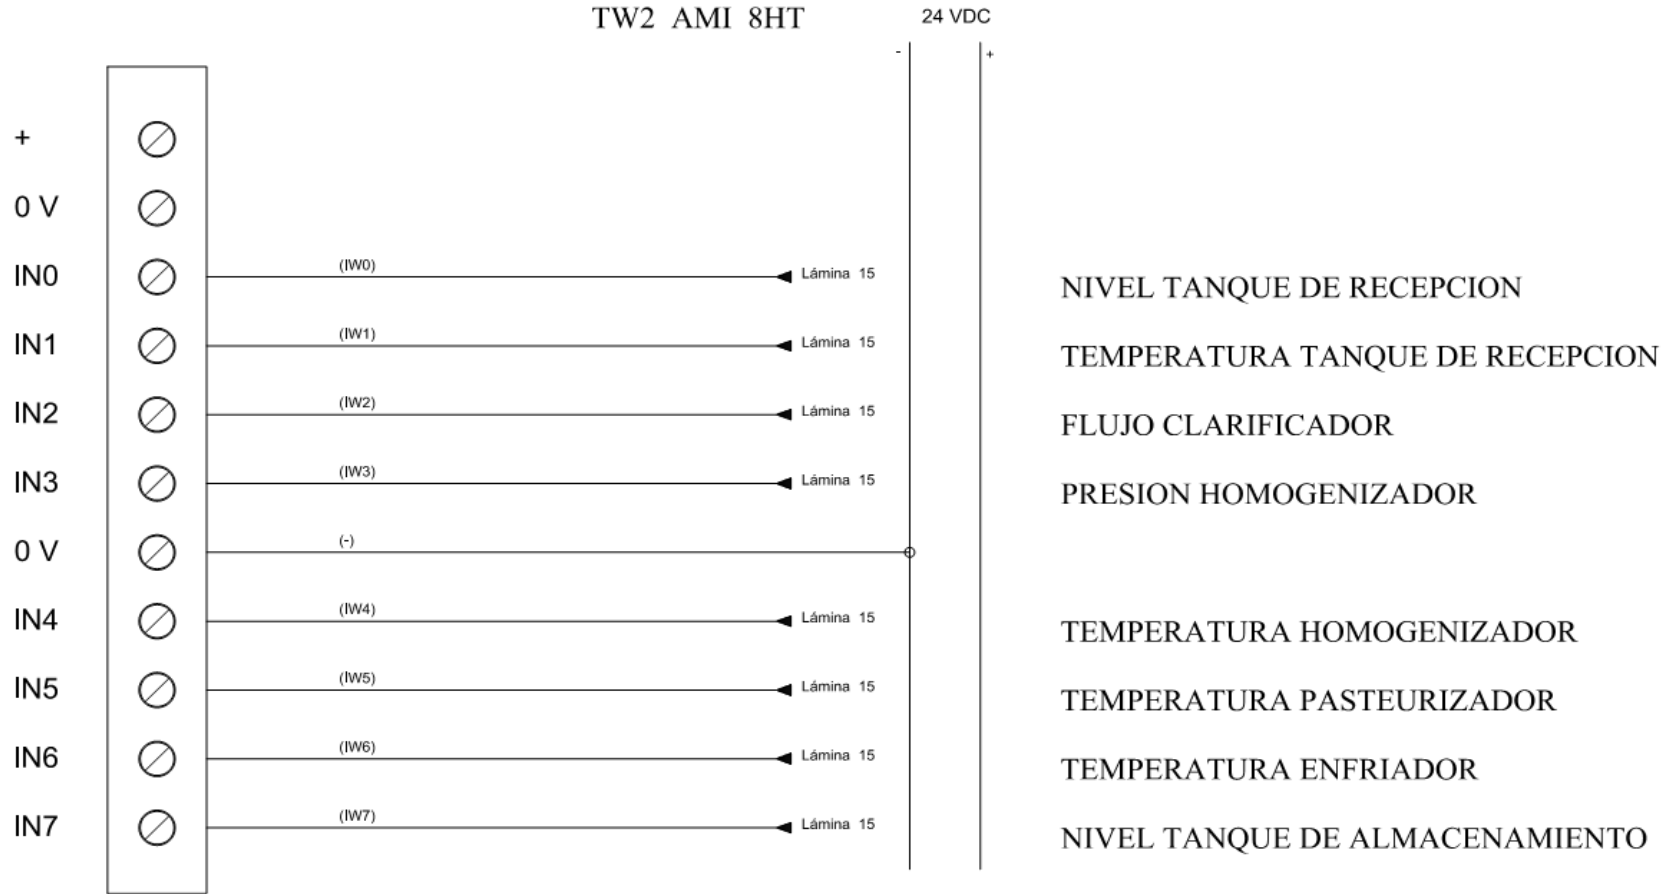 TW2 AMI 8HT 24 VDC
- +
+
0 V
IN0 (IW0) Lámina 15 NIVEL TANQUE DE RECEPCION
IN1 (IW1) Lámina 15 TEMPERATURA TANQUE DE RECEPCION
IN2 (IW2) Lámina 15 FLUJO CLARIFICADOR
IN3 (IW3) Lámina 15 PRESION HOMOGENIZADOR
0 V (-)
IN4 (IW4) Lámina 15 TEMPERATURA HOMOGENIZADOR
IN5 (IW5) Lámina 15 TEMPERATURA PASTEURIZADOR
IN6 (IW6) Lámina 15 TEMPERATURA ENFRIADOR
IN7 (IW7) Lámina 15 NIVEL TANQUE DE ALMACENAMIENTO